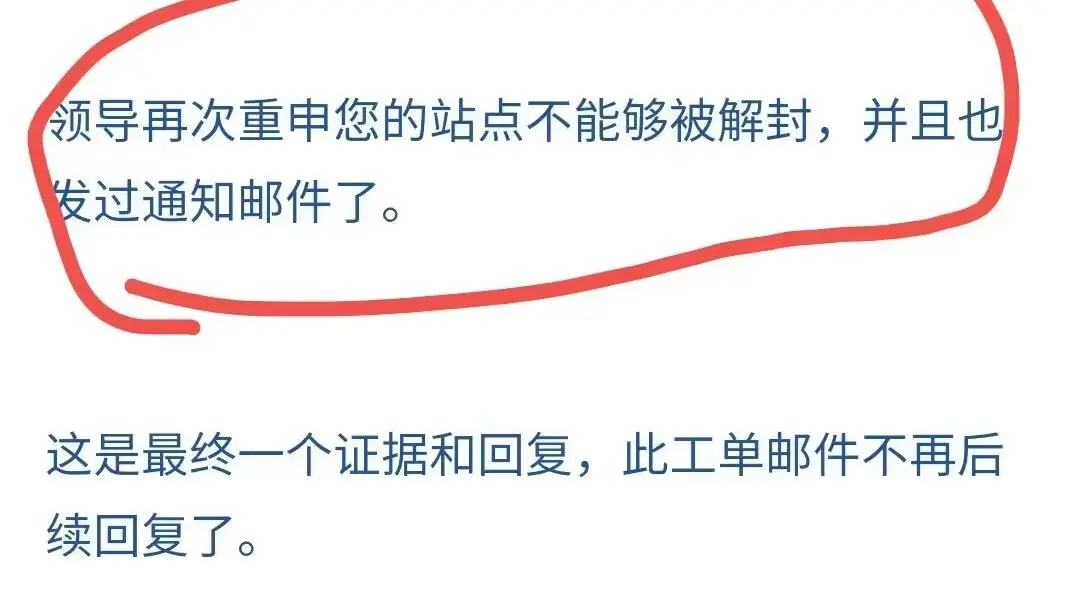 领导再次重申您的站点不能够被解封，并且也
发过通知邮件了。
这是最终一个证据和回复，此工单邮件不再后
续回复了。